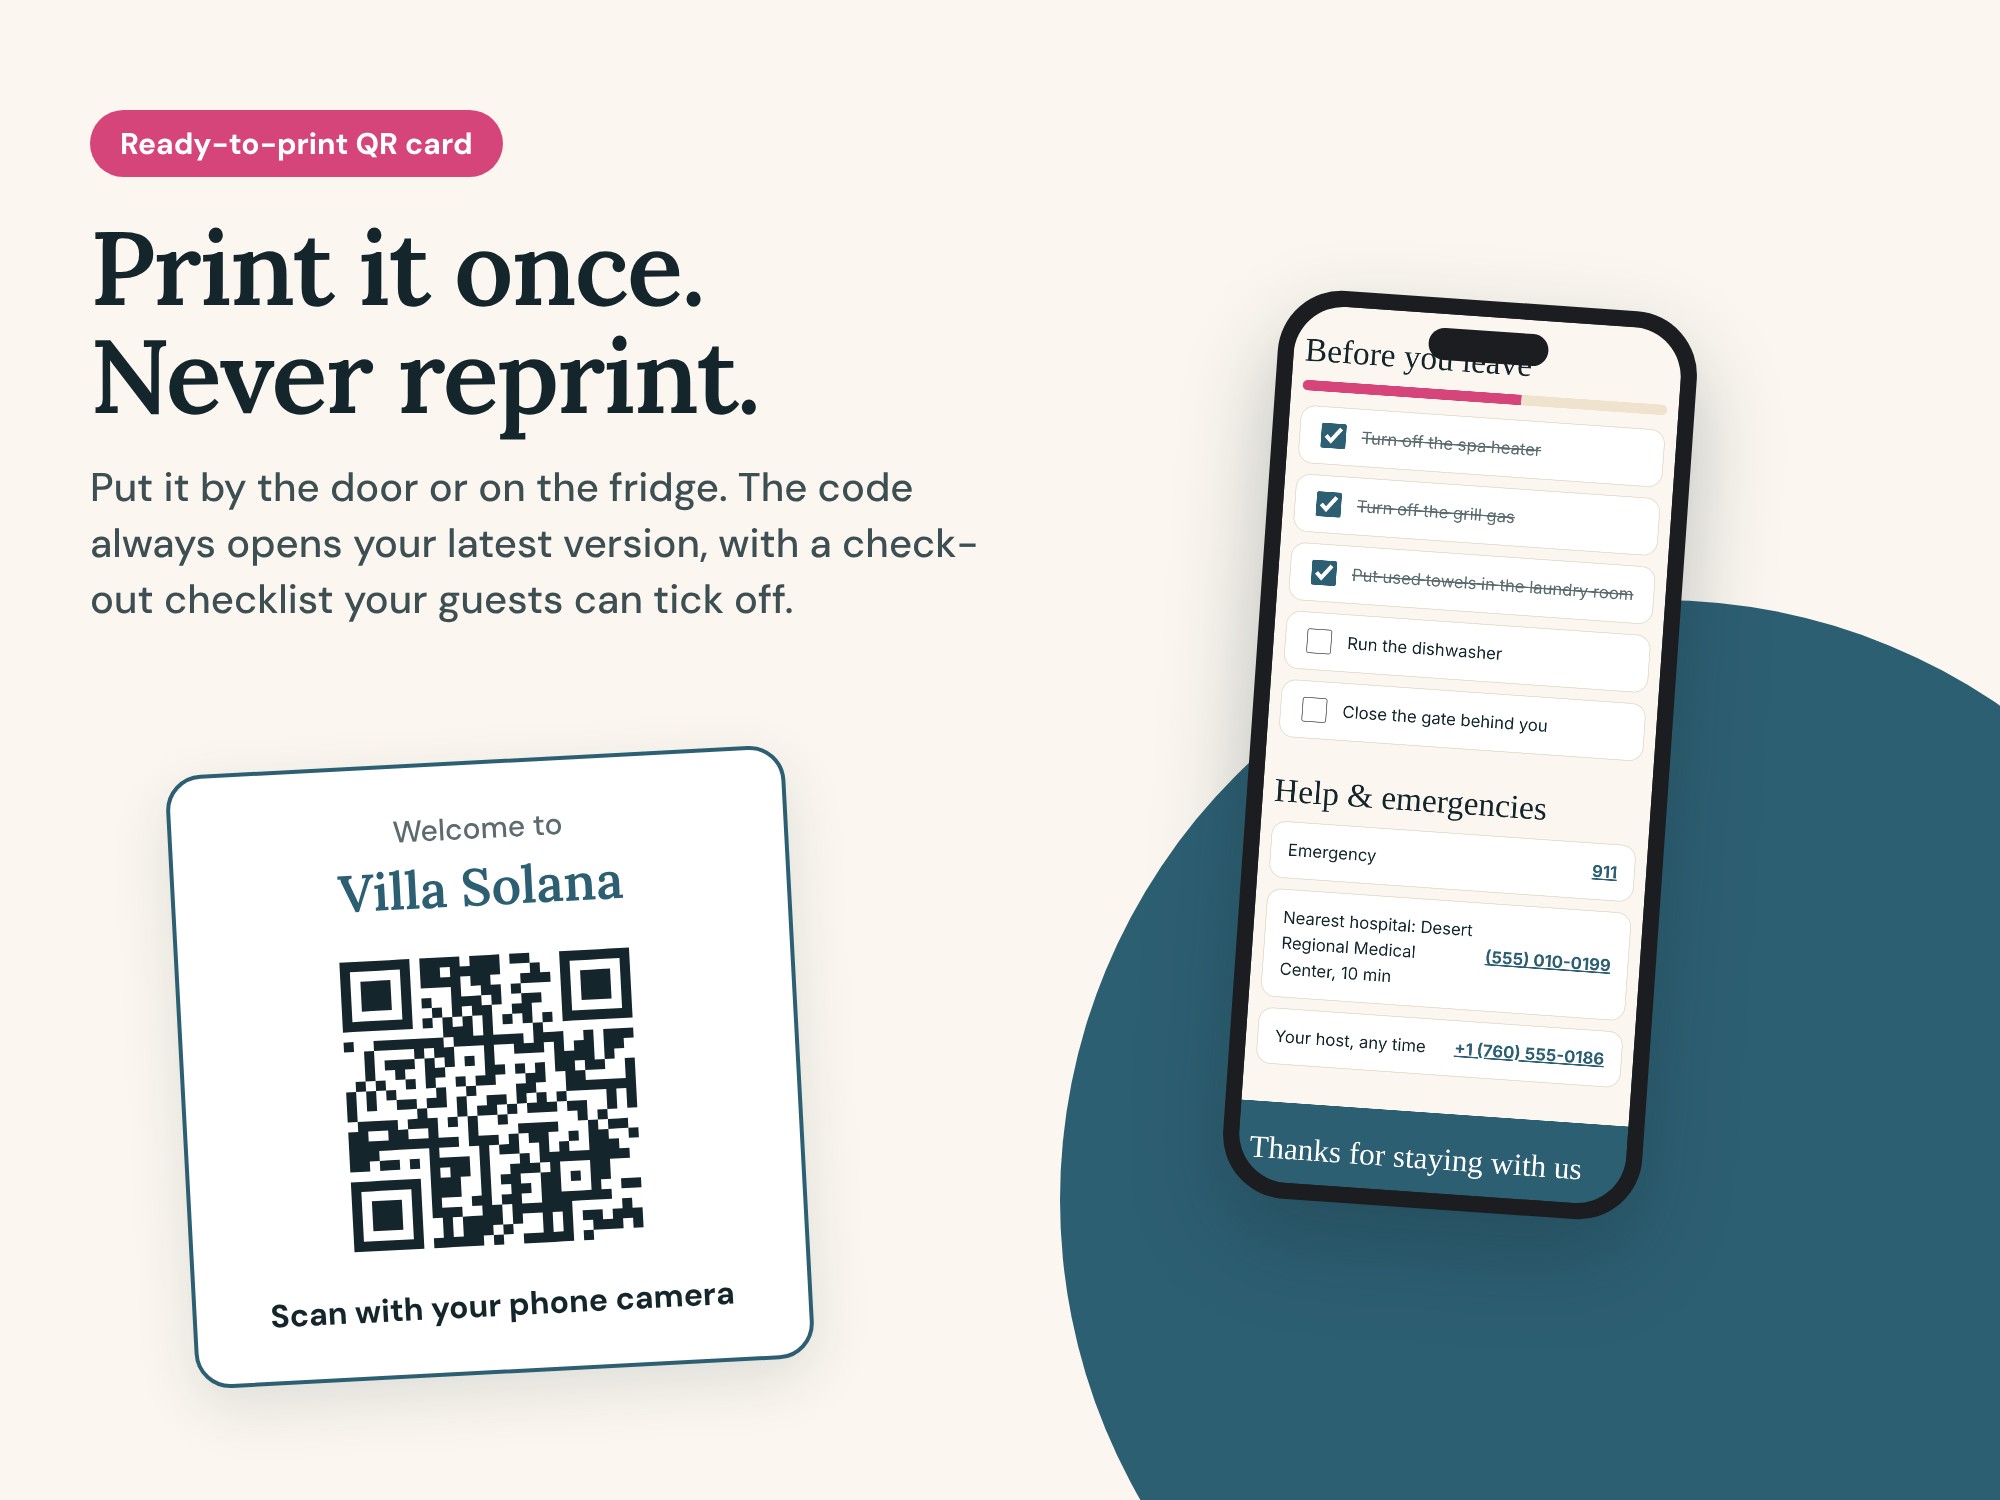 Ready-to-print QR card
Print it once.
Never reprint.
Put it by the door or on the fridge. The code
always opens your latest version, with a check-
out checklist your guests can tick off.
Welcome to
Villa Solana
Scan with your phone camera
Before you leave
Turn off the spa heater
Turn off the grill gas
Put used towels in the laundry room
Run the dishwasher
Close the gate behind you
Help & emergencies
Emergency 911
Nearest hospital: Desert
Regional Medical
Center, 10 min
(555) 010-0199
Your host, any time +1 (760) 555-0186
Thanks for staying with us